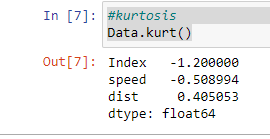 In [7]: #kurtosis
Data.kurt()
Out[7]: Index -1.200000
speed -0.508994
dist 0.405053
dtype: float64